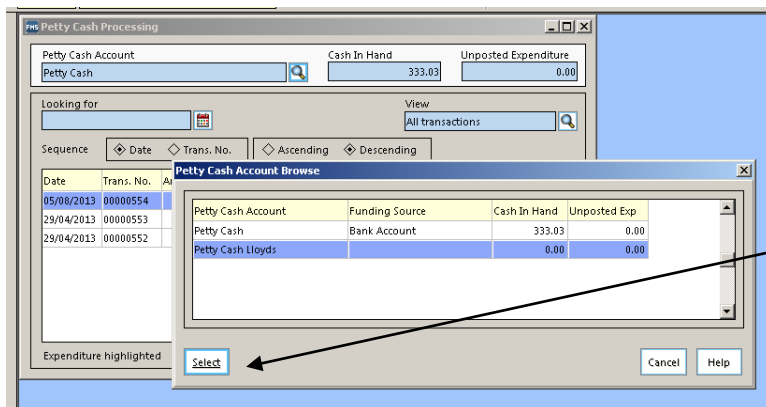 FMS Petty Cash Processing
Petty Cash Account Cash In Hand Unposted Expenditure
Petty Cash 333.03 0.00
Looking for View
All transactions
Sequence Date Trans. No. Ascending Descending
Petty Cash Account Browse
Date Trans. No.
05/08/2013 00000554
29/04/2013 00000553
29/04/2013 00000552
Petty Cash Account Funding Source Cash In Hand Unposted Exp
Petty Cash Bank Account 333.03 0.00
Petty Cash Lloyds 0.00 0.00
Expenditure highlighted
Select Cancel Help